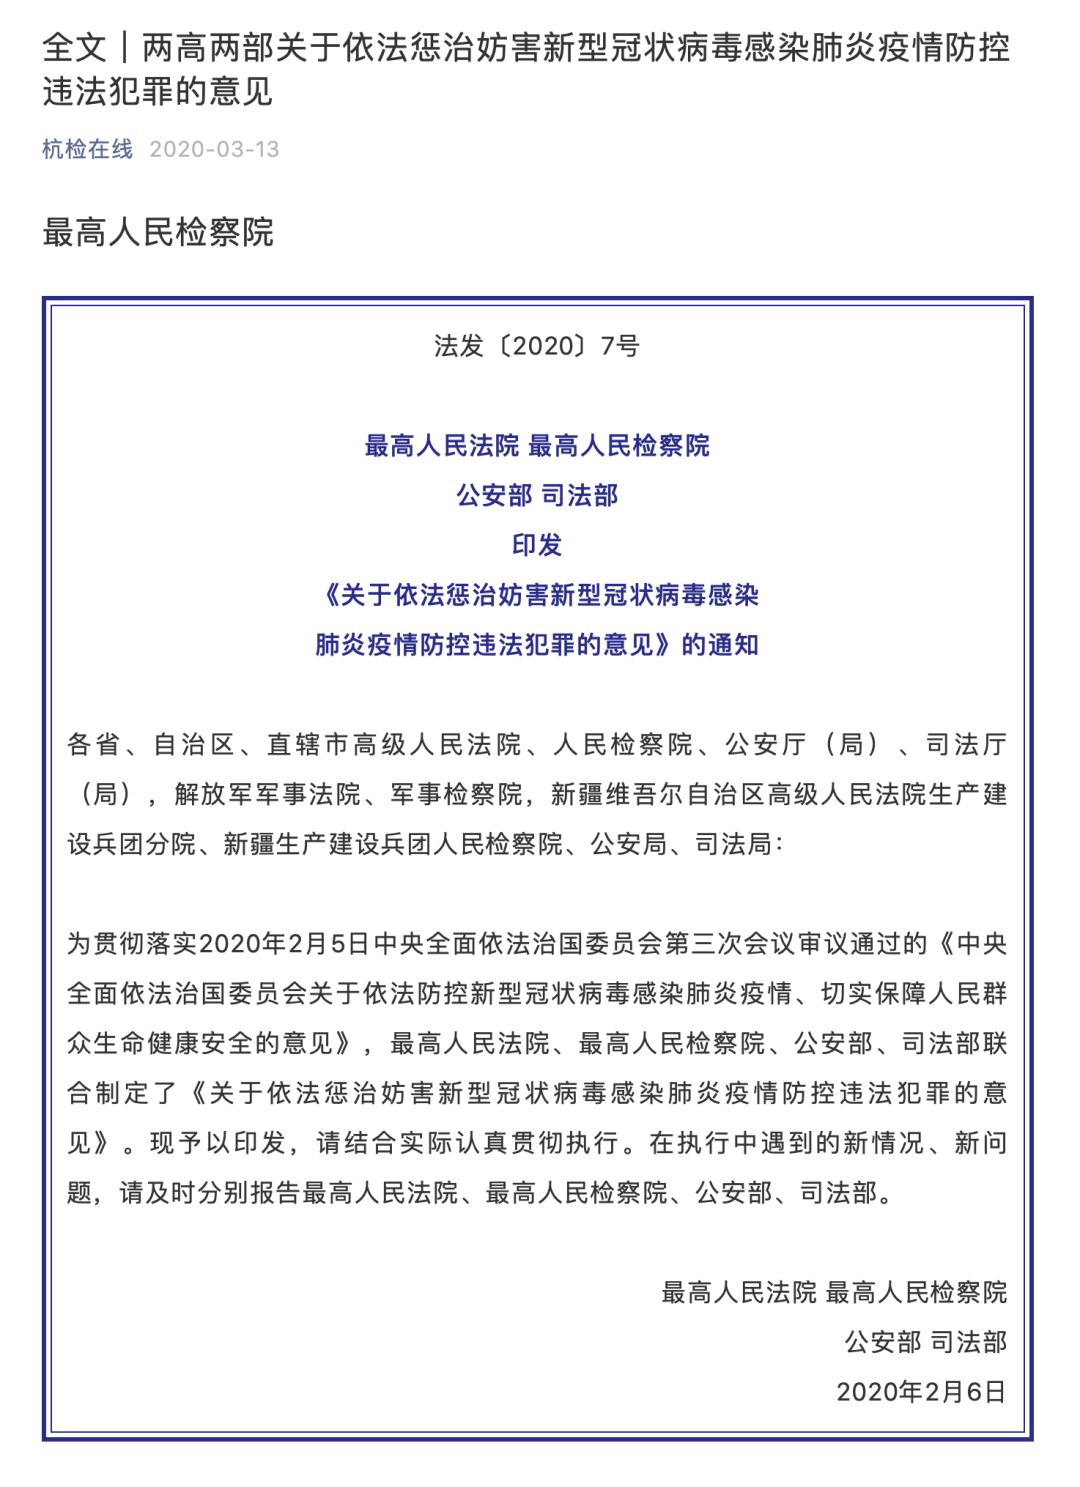 全文｜两高两部关于依法惩治妨害新型冠状病毒感染肺炎疫情防控
违法犯罪的意见
杭检在线 2020-03-13
最高人民检察院
法发〔2020〕7号
最高人民法院 最高人民检察院
公安部 司法部
印发
《关于依法惩治妨害新型冠状病毒感染
肺炎疫情防控违法犯罪的意见》的通知
各省、自治区、直辖市高级人民法院、人民检察院、公安厅（局）、司法厅
（局），解放军军事法院、军事检察院，新疆维吾尔自治区高级人民法院生产建
设兵团分院、新疆生产建设兵团人民检察院、公安局、司法局：
为贯彻落实2020年2月5日中央全面依法治国委员会第三次会议审议通过的《中央
全面依法治国委员会关于依法防控新型冠状病毒感染肺炎疫情、切实保障人民群
众生命健康安全的意见》，最高人民法院、最高人民检察院、公安部、司法部联
合制定了《关于依法惩治妨害新型冠状病毒感染肺炎疫情防控违法犯罪的意
见》。现予以印发，请结合实际认真贯彻执行。在执行中遇到的新情况、新问
题，请及时分别报告最高人民法院、最高人民检察院、公安部、司法部。
最高人民法院 最高人民检察院
公安部 司法部
2020年2月6日